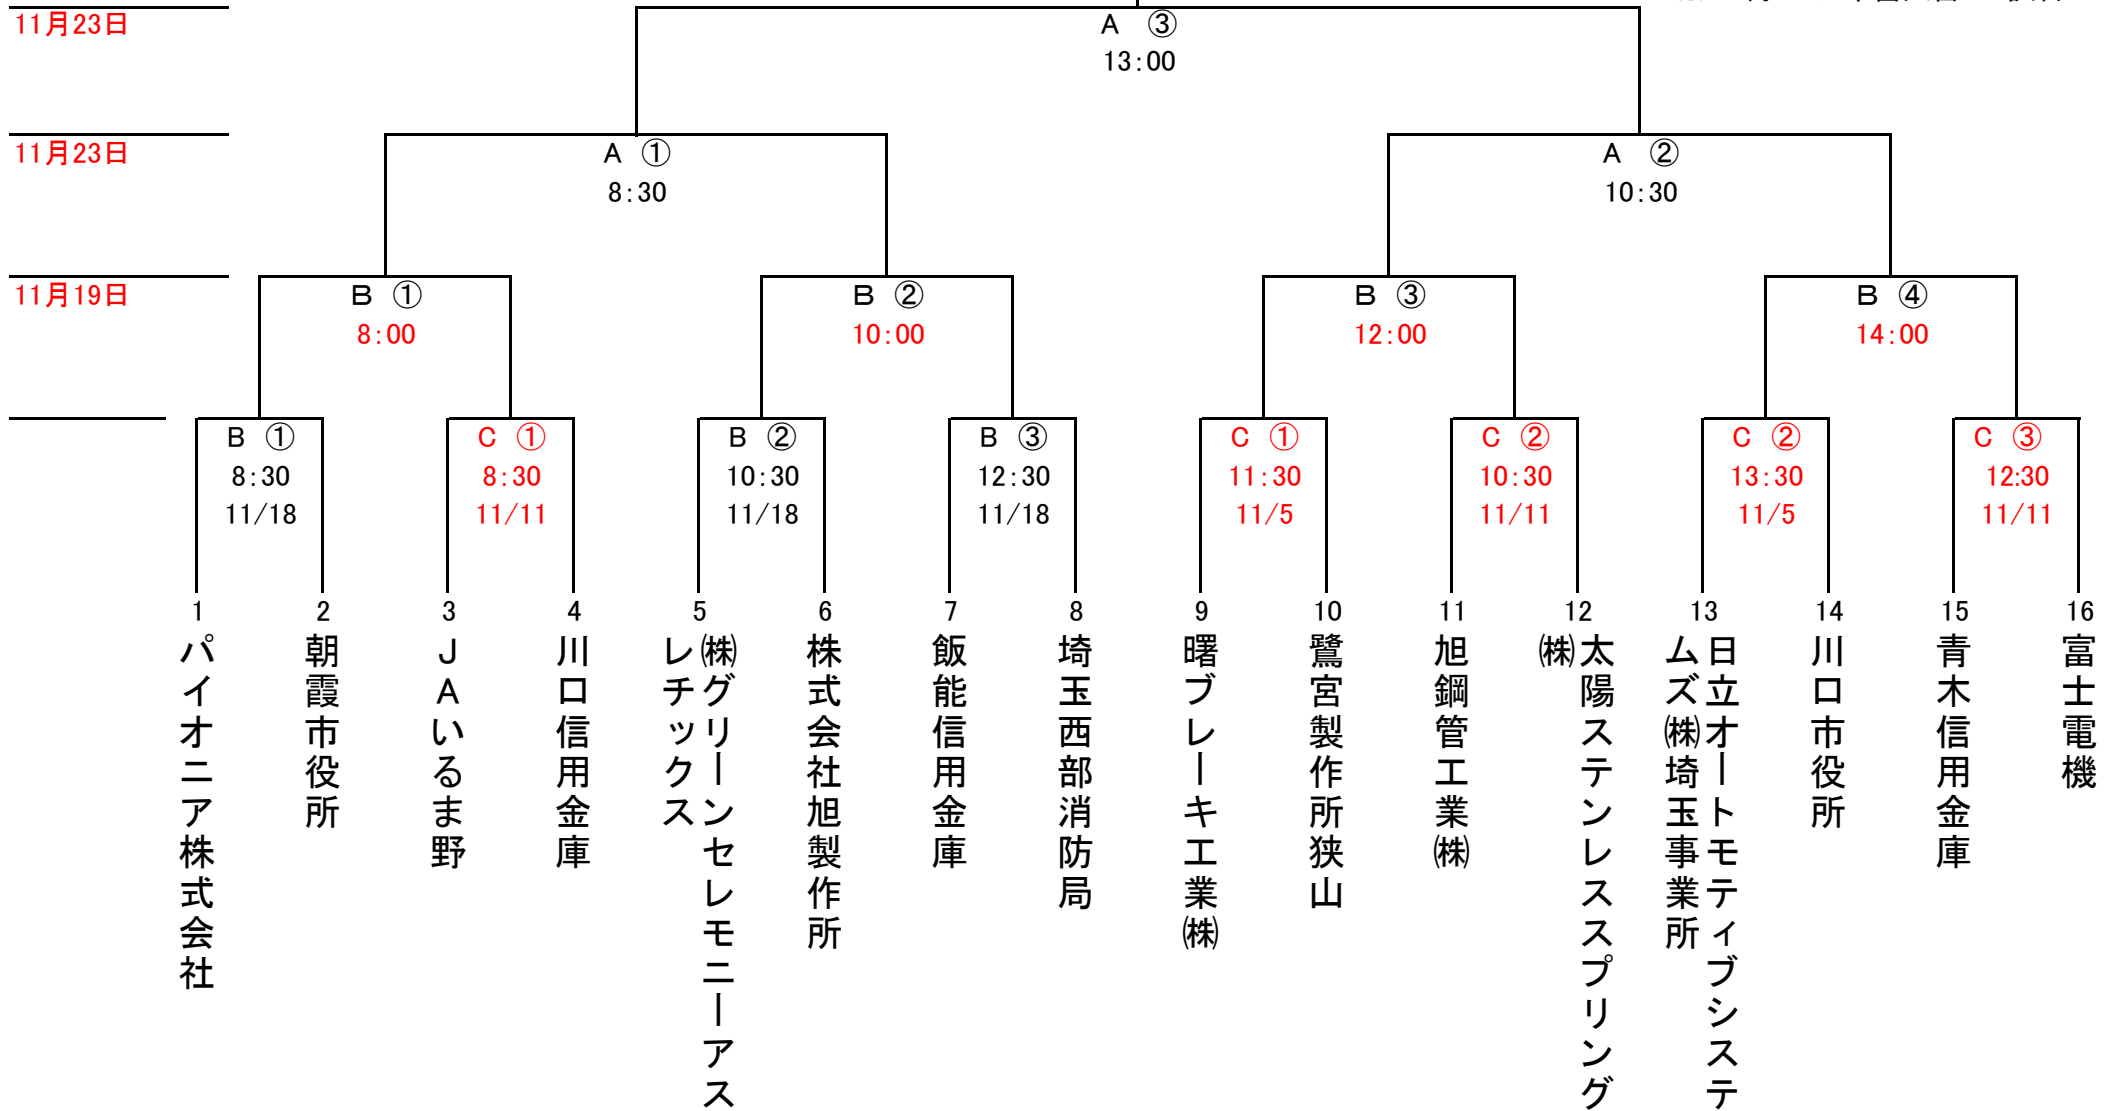 11月23日
A ③
13:00
11月23日
A ①
8:30
A ②
10:30
11月19日
B ①
8:00
B ②
10:00
B ③
12:00
B ④
14:00
B ①
8:30
11/18
C ①
8:30
11/11
B ②
10:30
11/18
B ③
12:30
11/18
C ①
11:30
11/5
C ②
10:30
11/11
C ②
13:30
11/5
C ③
12:30
11/11
1
パイオニア株式会社
2
朝霞市役所
3
JAいるま野
4
川口信用金庫
5
㈱グリーンセレモニーアス
レチックス
6
株式会社旭製作所
7
飯能信用金庫
8
埼玉西部消防局
9
曙ブレーキ工業㈱
10
鷺宮製作所狭山
11
旭鋼管工業㈱
12
太陽ステンレススプリング
㈱
13
日立オートモティブシステ
ムズ㈱埼玉事業所
14
川口市役所
15
青木信用金庫
16
富士電機